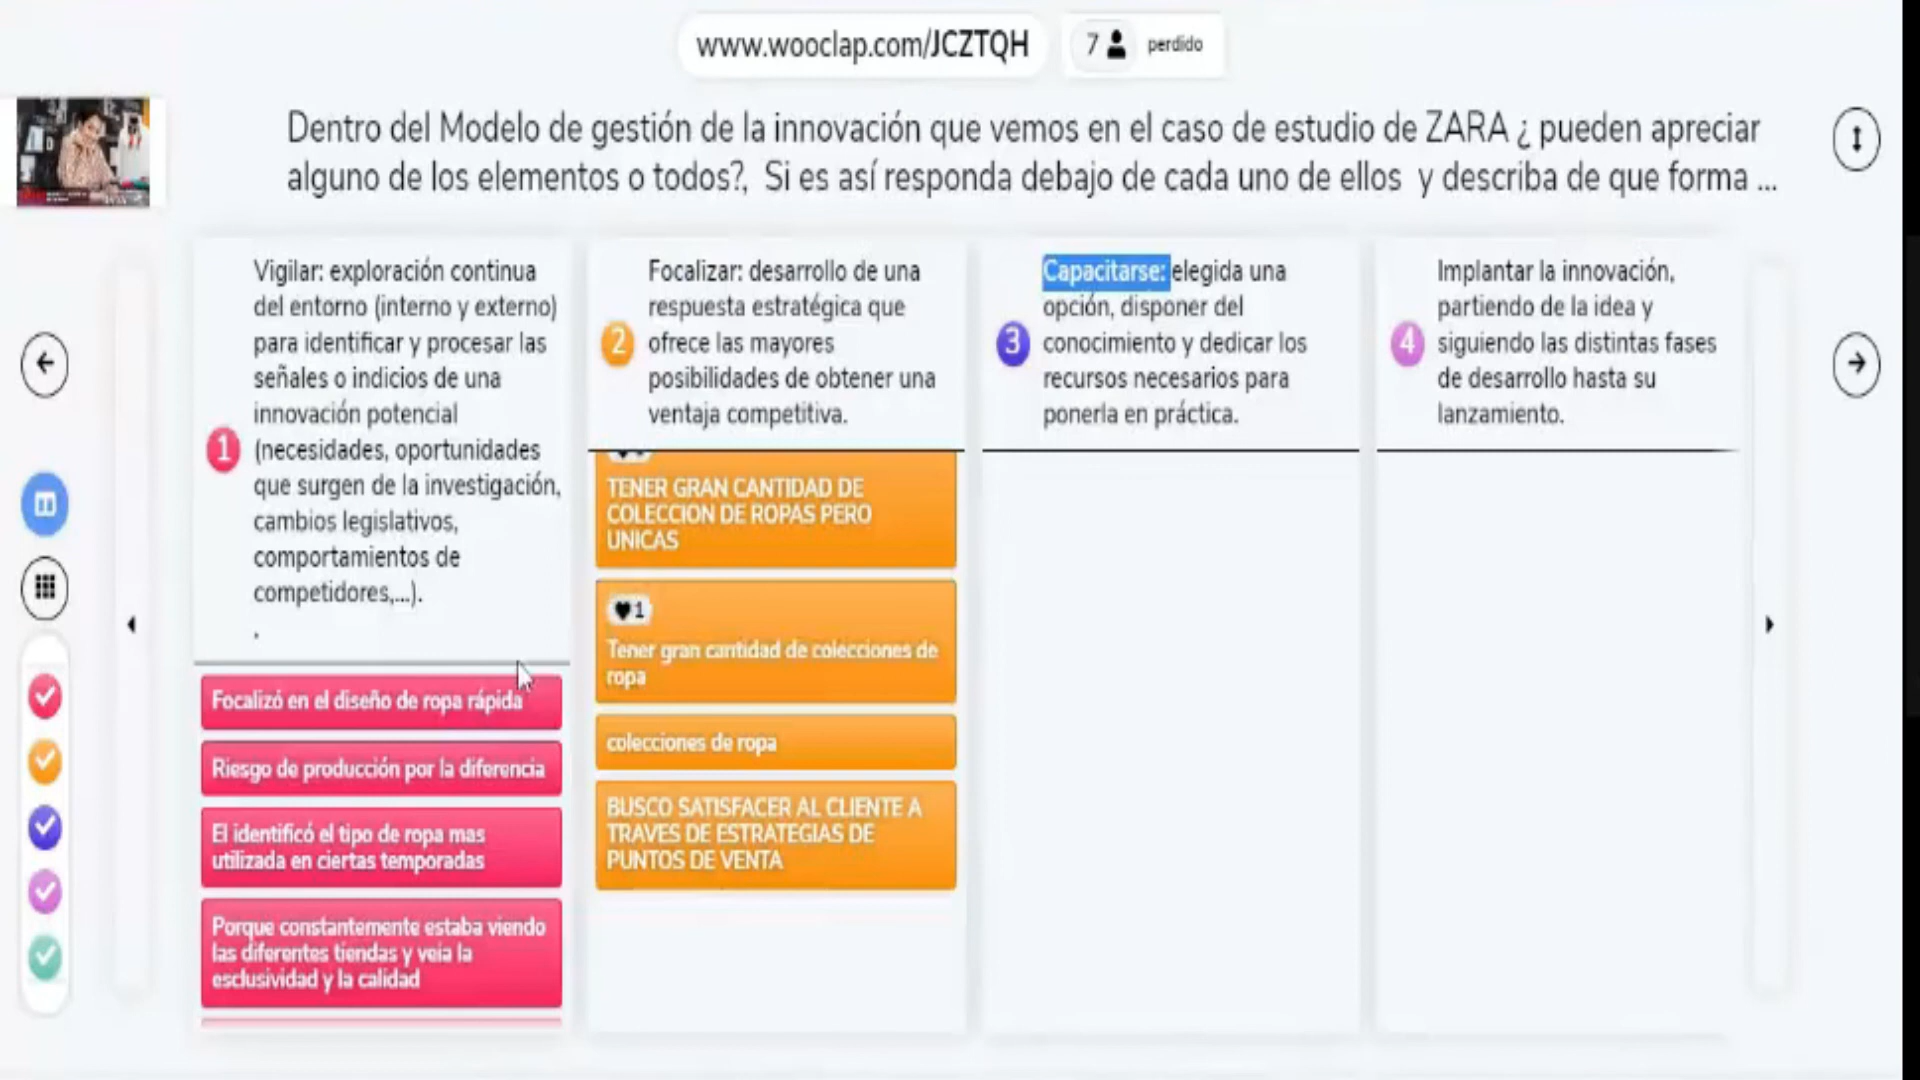 www.wooclap.com/JCZTQH
7
perdido
Dentro del Modelo de gestión de la innovación que vemos en el caso de estudio de ZARA ¿ pueden apreciar
alguno de los elementos o todos?, Si es así responda debajo de cada uno de ellos y describa de que forma ...
1
Vigilar: exploración continua
del entorno (interno y externo)
para identificar y procesar las
señales o indicios de una
innovación potencial
(necesidades, oportunidades
que surgen de la investigación,
cambios legislativos,
comportamientos de
competidores,...).
.
Focalizó en el diseño de ropa rápida
Riesgo de producción por la diferencia
El identificó el tipo de ropa mas
utilizada en ciertas temporadas
Porque constantemente estaba viendo
las diferentes tiendas y veia la
esclusividad y la calidad
2
Focalizar: desarrollo de una
respuesta estratégica que
ofrece las mayores
posibilidades de obtener una
ventaja competitiva.
TENER GRAN CANTIDAD DE
COLECCION DE ROPAS PERO
UNICAS
1
Tener gran cantidad de colecciones de
ropa
colecciones de ropa
BUSCO SATISFACER AL CLIENTE A
TRAVES DE ESTRATEGIAS DE
PUNTOS DE VENTA
3
Capacitarse: elegida una
opción, disponer del
conocimiento y dedicar los
recursos necesarios para
ponerla en práctica.
4
Implantar la innovación,
partiendo de la idea y
siguiendo las distintas fases
de desarrollo hasta su
lanzamiento.